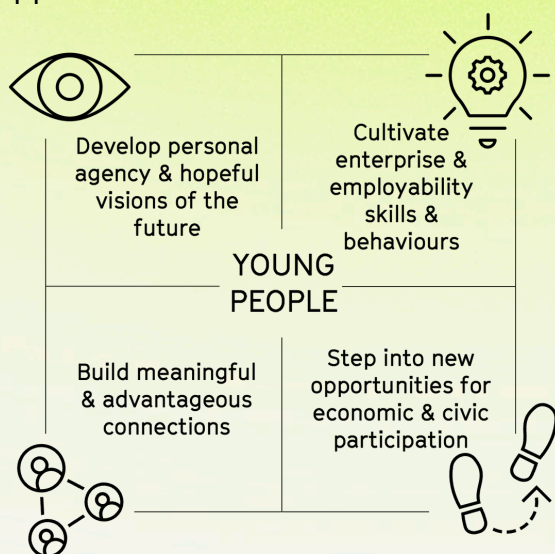 Develop personal
agency & hopeful
visions of the
future
Cultivate
enterprise &
employability
skills &
behaviours
YOUNG
PEOPLE
Build meaningful
& advantageous
connections
Step into new
opportunities for
economic & civic
participation